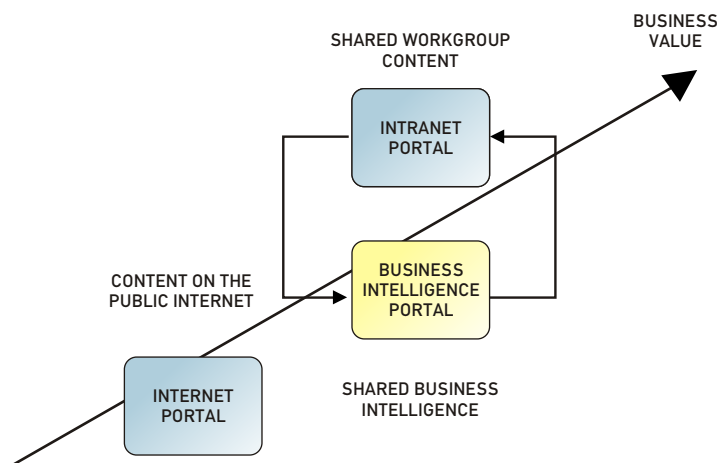 BUSINESS
VALUE
SHARED WORKGROUP
CONTENT
INTRANET
PORTAL
BUSINESS
INTELLIGENCE
PORTAL
CONTENT ON THE
PUBLIC INTERNET
INTERNET
PORTAL
SHARED BUSINESS
INTELLIGENCE